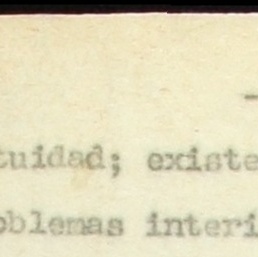 -
tuidad; existe
oblemas interi